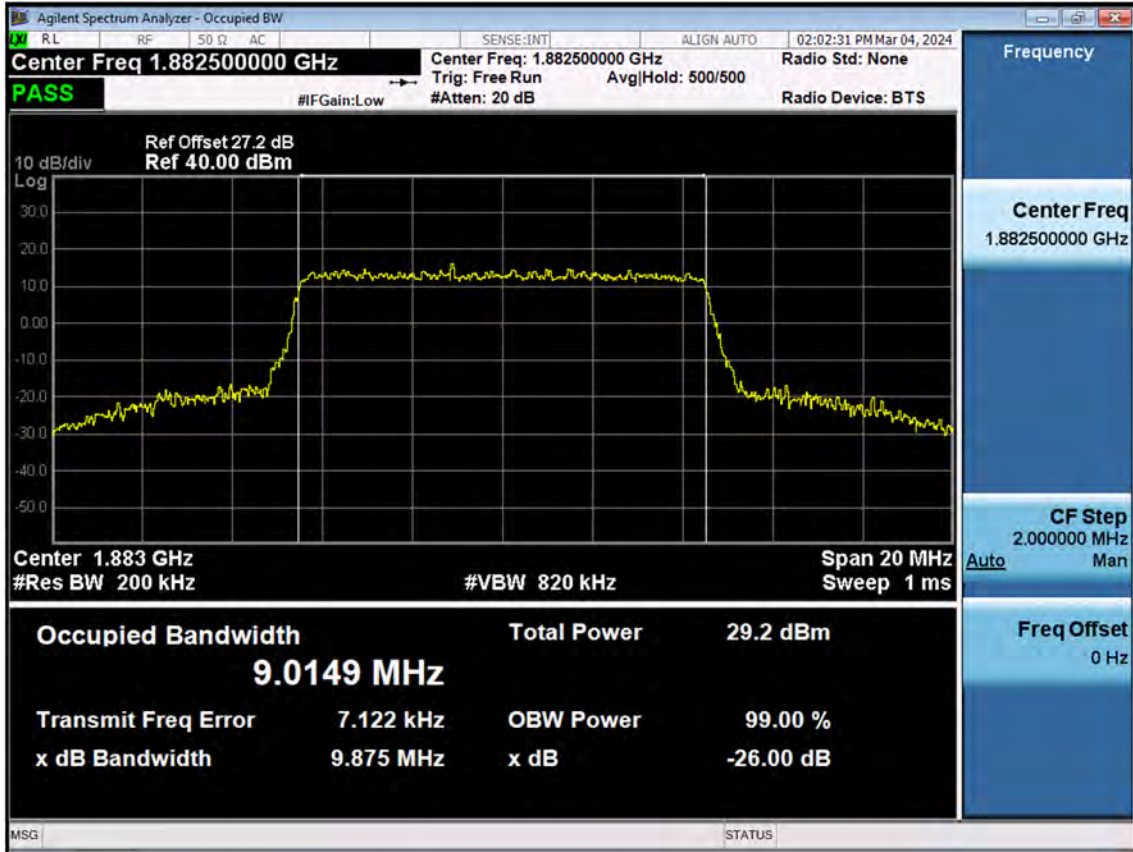 Agilent Spectrum Analyzer - Occupied BW
LXI RL RF 50 Ω AC SENSE:INT ALIGN AUTO 02:02:31 PM Mar 04, 2024
Center Freq 1.882500000 GHz
Center Freq: 1.882500000 GHz Radio Std: None
Trig: Free Run Avg|Hold: 500/500
PASS
#IFGain:Low #Atten: 20 dB Radio Device: BTS
Ref Offset 27.2 dB
10 dB/div Ref 40.00 dBm
Log
30.0
20.0
10.0
0.00
-10.0
-20.0
-30.0
-40.0
-50.0
Center 1.883 GHz Span 20 MHz
#Res BW 200 kHz #VBW 820 kHz Sweep 1 ms
Occupied Bandwidth Total Power 29.2 dBm
9.0149 MHz
Transmit Freq Error 7.122 kHz OBW Power 99.00 %
x dB Bandwidth 9.875 MHz x dB -26.00 dB
MSG STATUS
Frequency
Center Freq
1.882500000 GHz
CF Step
2.000000 MHz
Auto Man
Freq Offset
0 Hz